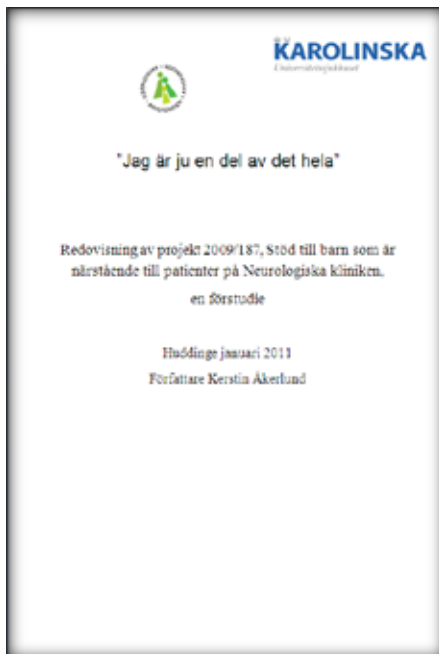 KAROLINSKA
Universitetssjukhuset
"Jag är ju en del av det hela"
Redovisning av projekt 2009/187, Stöd till barn som är
närstående till patienter på Neurologiska kliniken,
en förstudie
Huddinge januari 2011
Författare Kerstin Åkerlund